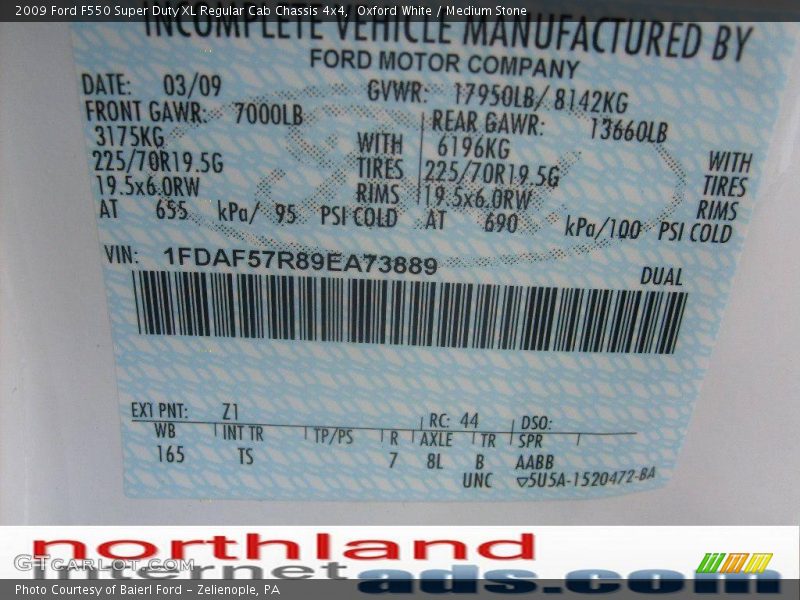 2009 Ford F550 Super Duty XL Regular Cab Chassis 4x4, Oxford White / Medium Stone
INCOMPLETE VEHICLE MANUFACTURED BY
FORD MOTOR COMPANY
DATE: 03/09 GVWR: 17950LB/ 8142KG
FRONT GAWR: 7000LB REAR GAWR: 13660LB
3175KG WITH 6196KG WITH
225/70R19.5G TIRES 225/70R19.5G TIRES
19.5x6.0RW RIMS 19.5x6.0RW RIMS
AT 655 kPa/ 95 PSI COLD AT 690 kPa/100 PSI COLD
VIN: 1FDAF57R89EA73889 DUAL
EXT PNT: Z1 RC: 44 DSO:
WB INT TR TP/PS R AXLE TR SPR
165 TS 7 8L B AABB
UNC ▽5U5A-1520472-BA
northland
internet ads.com
GTCarLot.com
Photo Courtesy of Baierl Ford - Zelienople, PA